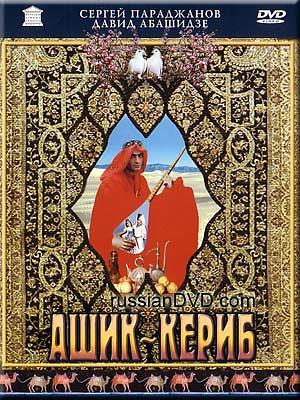 СЕРГЕЙ ПАРАДЖАНОВ
ДАВИД АБАШИДЗЕ
DVD
russianDVD.com
АШИК-КЕРИБ